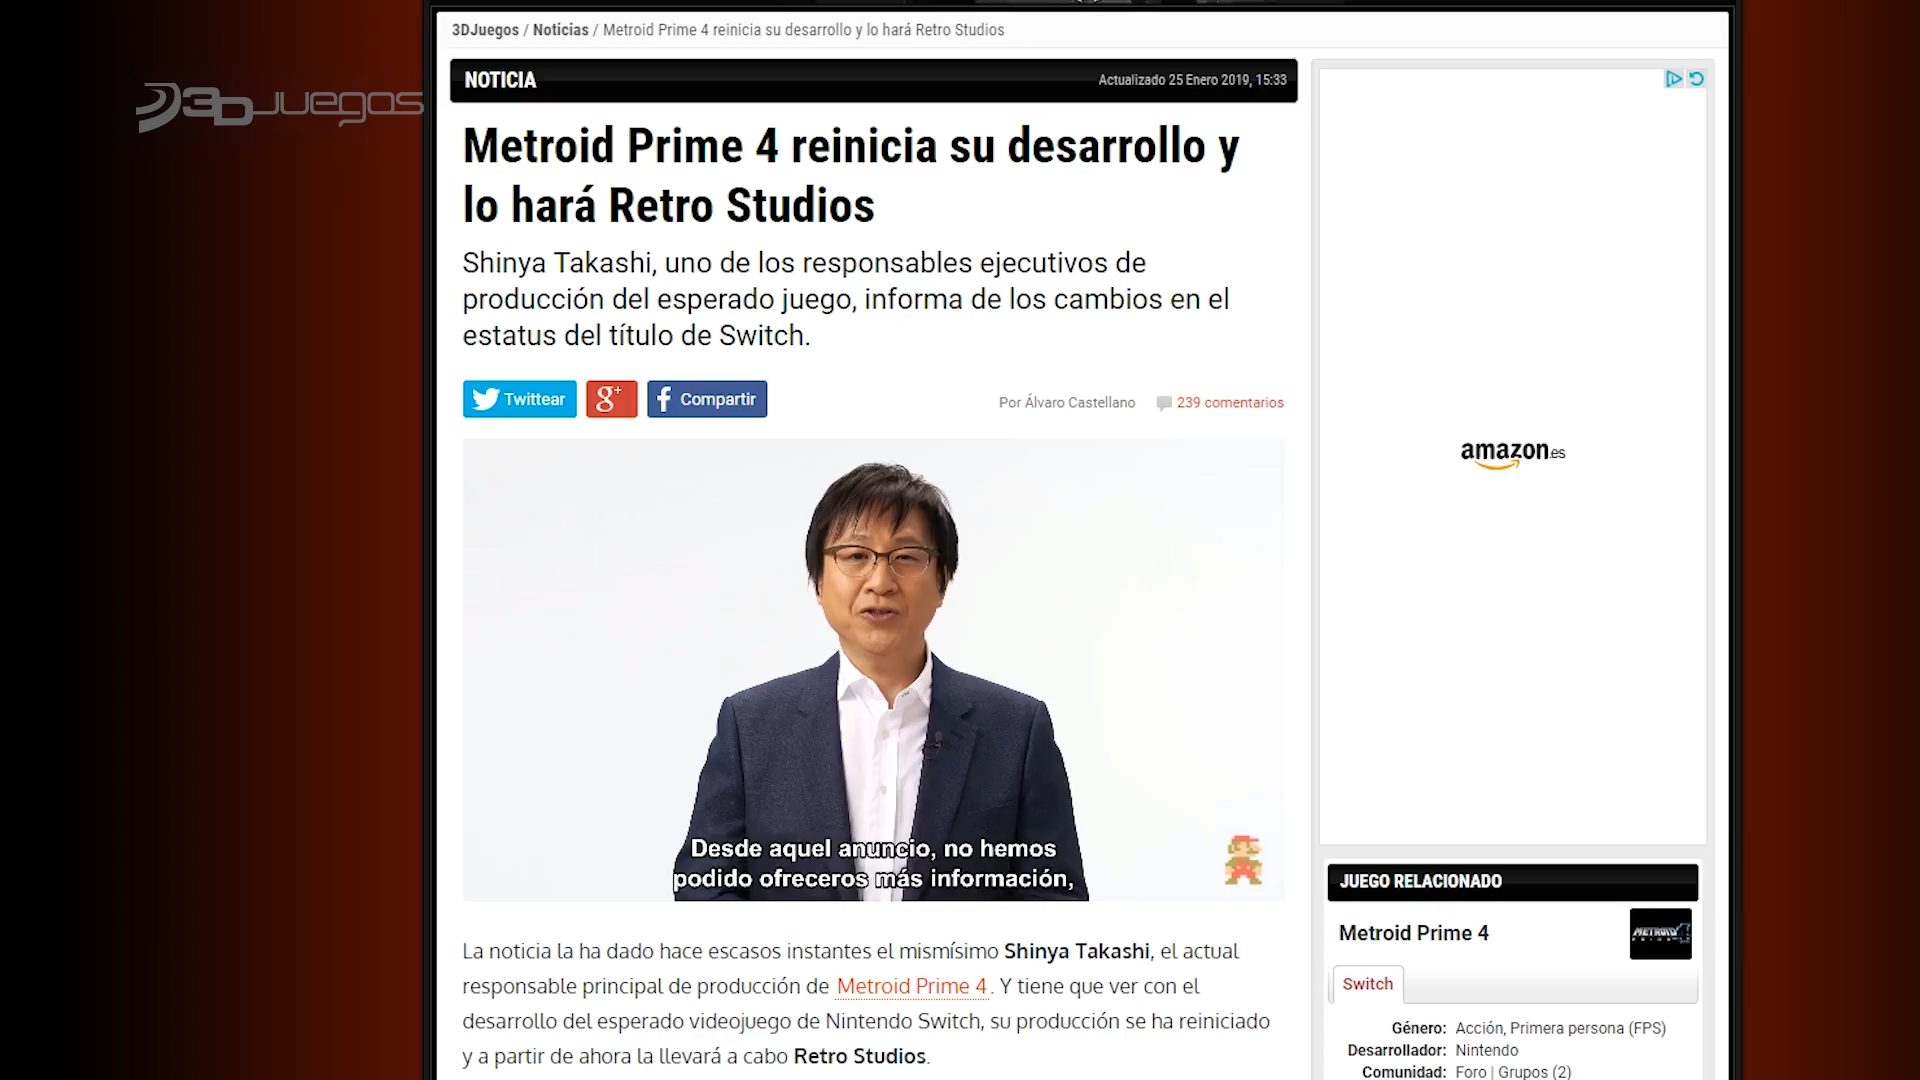 3DJuegos / Noticias / Metroid Prime 4 reinicia su desarrollo y lo hará Retro Studios
3DJuegos
NOTICIA
Actualizado 25 Enero 2019, 15:33
Metroid Prime 4 reinicia su desarrollo y
lo hará Retro Studios
Shinya Takashi, uno de los responsables ejecutivos de
producción del esperado juego, informa de los cambios en el
estatus del título de Switch.
Twittear
g+
Compartir
Por Álvaro Castellano
239 comentarios
Desde aquel anuncio, no hemos
podido ofreceros más información,
La noticia la ha dado hace escasos instantes el mismísimo Shinya Takashi, el actual
responsable principal de producción de Metroid Prime 4. Y tiene que ver con el
desarrollo del esperado videojuego de Nintendo Switch, su producción se ha reiniciado
y a partir de ahora la llevará a cabo Retro Studios.
amazon.es
JUEGO RELACIONADO
Metroid Prime 4
METROID 4
PRIME
Switch
Género: Acción, Primera persona (FPS)
Desarrollador: Nintendo
Comunidad: Foro | Grupos (2)